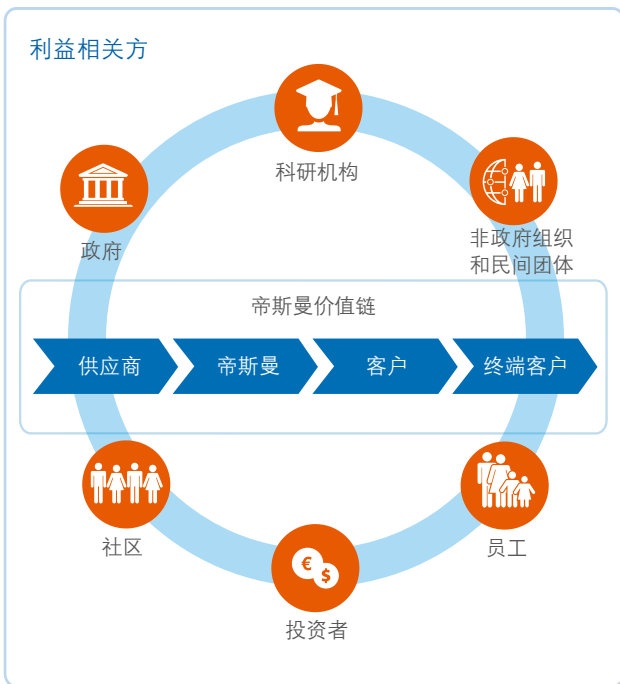 利益相关方
科研机构
政府
非政府组织
和民间团体
帝斯曼价值链
供应商
帝斯曼
客户
终端客户
社区
员工
投资者
€
$